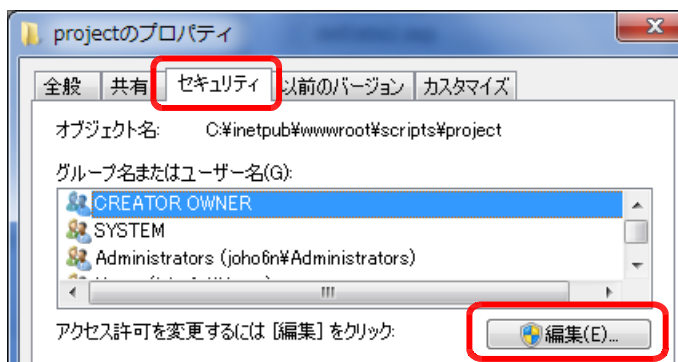 projectのプロパティ
全般 共有 セキュリティ 以前のバージョン カスタマイズ
オブジェクト名: C:¥inetpub¥wwwroot¥scripts¥project
グループ名またはユーザー名(G):
CREATOR OWNER
SYSTEM
Administrators (joho6n¥Administrators)
アクセス許可を変更するには [編集] をクリック:
編集(E)...